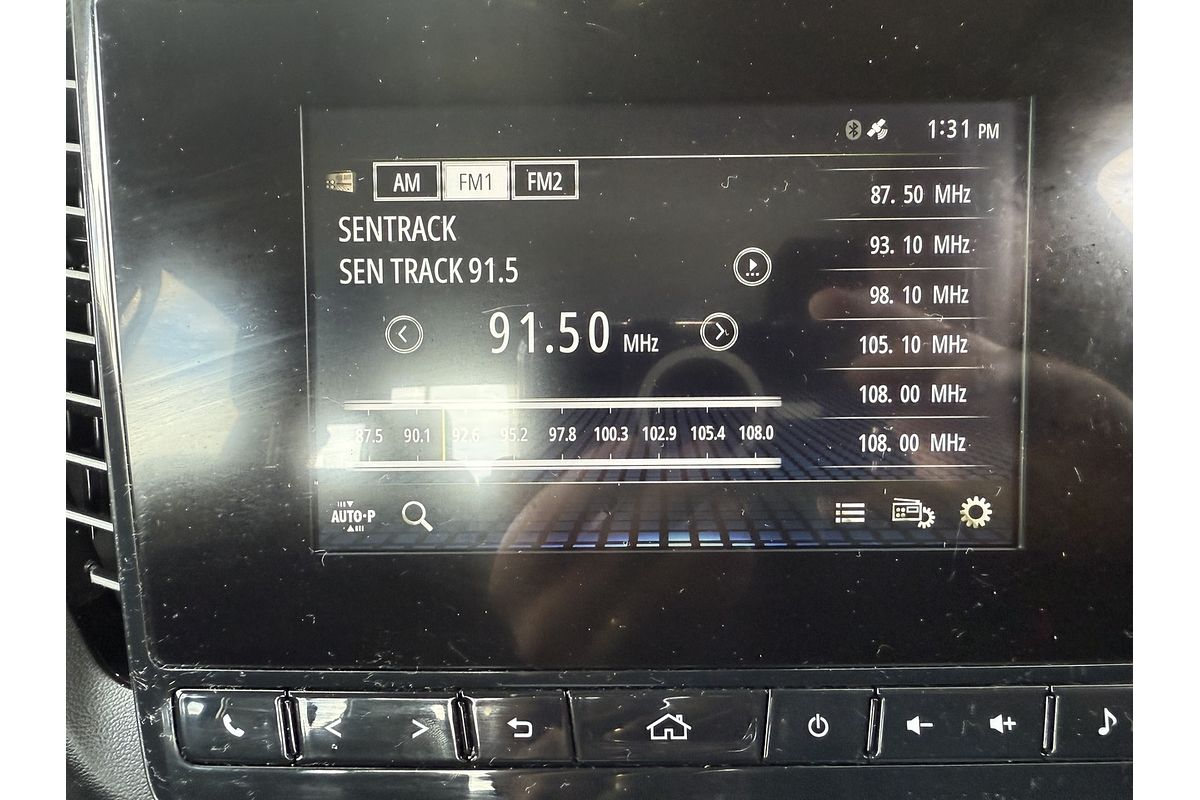 1:31 PM
AM FM1 FM2
SENTRACK
SEN TRACK 91.5
91.50 MHz
87.5 90.1 92.6 95.2 97.8 100.3 102.9 105.4 108.0
87. 50 MHz
93. 10 MHz
98. 10 MHz
105. 10 MHz
108. 00 MHz
108. 00 MHz
AUTO·P